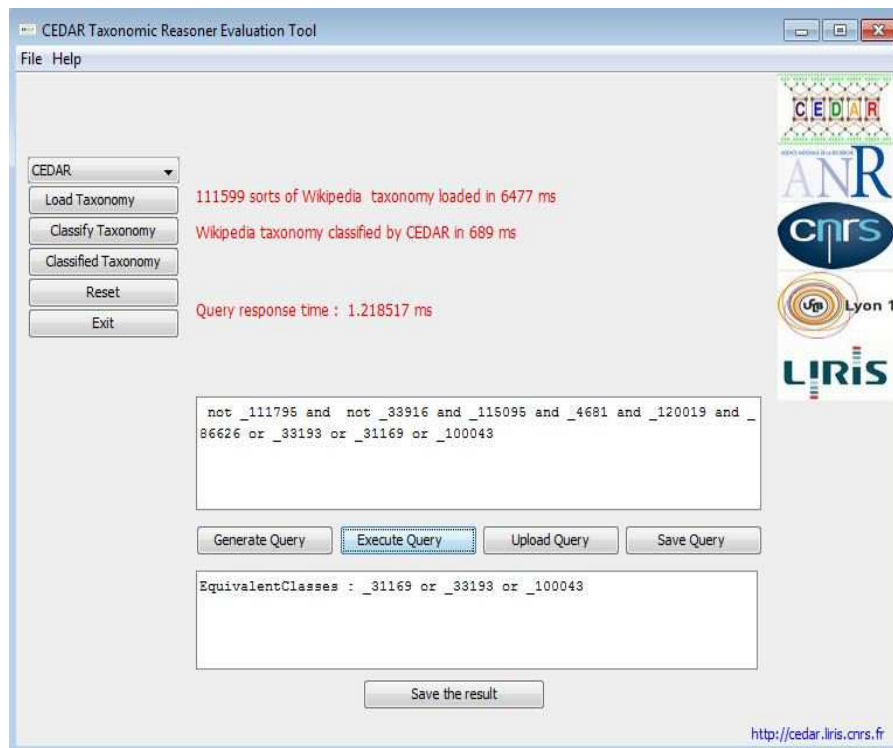 CEDAR Taxonomic Reasoner Evaluation Tool
File Help
CEDAR
Load Taxonomy
Classify Taxonomy
Classified Taxonomy
Reset
Exit
111599 sorts of Wikipedia taxonomy loaded in 6477 ms
Wikipedia taxonomy classified by CEDAR in 689 ms
Query response time : 1.218517 ms
CEDAR
ANR
cnrs
UCB Lyon 1
LIRIS
not _111795 and not _33916 and _115095 and _4681 and _120019 and _
86626 or _33193 or _31169 or _100043
Generate Query Execute Query Upload Query Save Query
EquivalentClasses : _31169 or _33193 or _100043
Save the result
http://cedar.liris.cnrs.fr